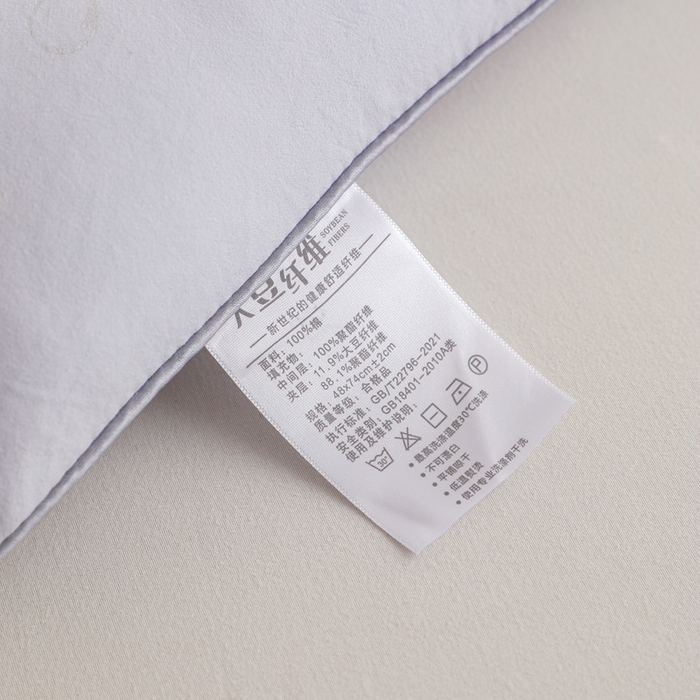 大豆纤维
SOYBEAN
FIBERS
新世纪的健康舒适纤维
面料：100%棉
填充物：
中间层：100%聚酯纤维
夹层：11.9%大豆纤维
88.1%聚酯纤维
规格：48x74cm±2cm
质量等级：合格品
执行标准：GB/T22796-2021
安全类别：GB18401-2010A类
使用及维护说明：
30° P
• 最高洗涤温度30℃洗涤
• 不可漂白
• 平铺晾干
• 低温熨烫
• 使用专业洗涤剂干洗